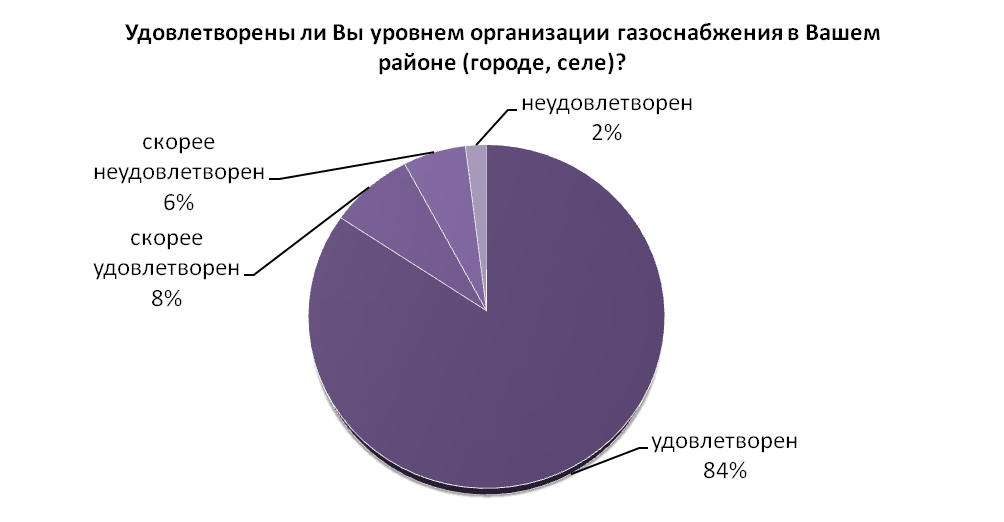 Удовлетворены ли Вы уровнем организации газоснабжения в Вашем
районе (городе, селе)?
неудовлетворен
2%
скорее
неудовлетворен
6%
скорее
удовлетворен
8%
удовлетворен
84%